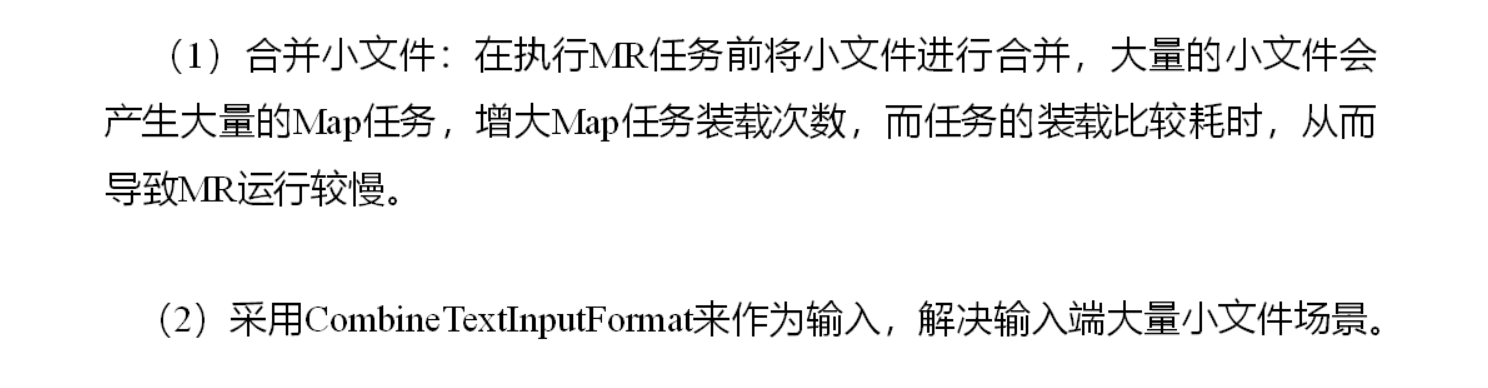 （1）合并小文件：在执行MR任务前将小文件进行合并，大量的小文件会
产生大量的Map任务，增大Map任务装载次数，而任务的装载比较耗时，从而
导致MR运行较慢。
（2）采用CombineTextInputFormat来作为输入，解决输入端大量小文件场景。